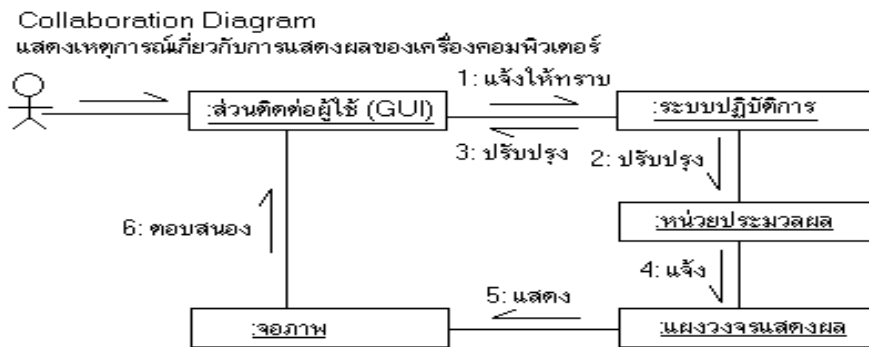 Collaboration Diagram
แสดงเหตุการณ์เกี่ยวกับการแสดงผลของเครื่องคอมพิวเตอร์
1: แจ้งให้ทราบ
:ส่วนติดต่อผู้ใช้ (GUI)
:ระบบปฏิบัติการ
3: ปรับปรุง
2: ปรับปรุง
:หน่วยประมวลผล
6: ตอบสนอง
4: แจ้ง
5: แสดง
:จอภาพ
:แผงวงจรแสดงผล